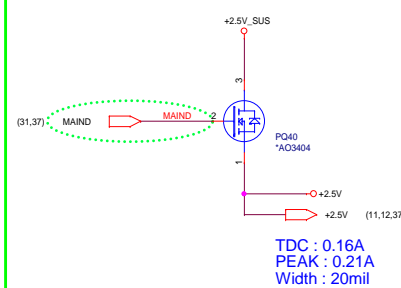 +2.5V_SUS
3
(31,37) MAIND MAIND 2
PQ40
*AO3404
1
+2.5V
+2.5V (11,12,37
TDC : 0.16A
PEAK : 0.21A
Width : 20mil